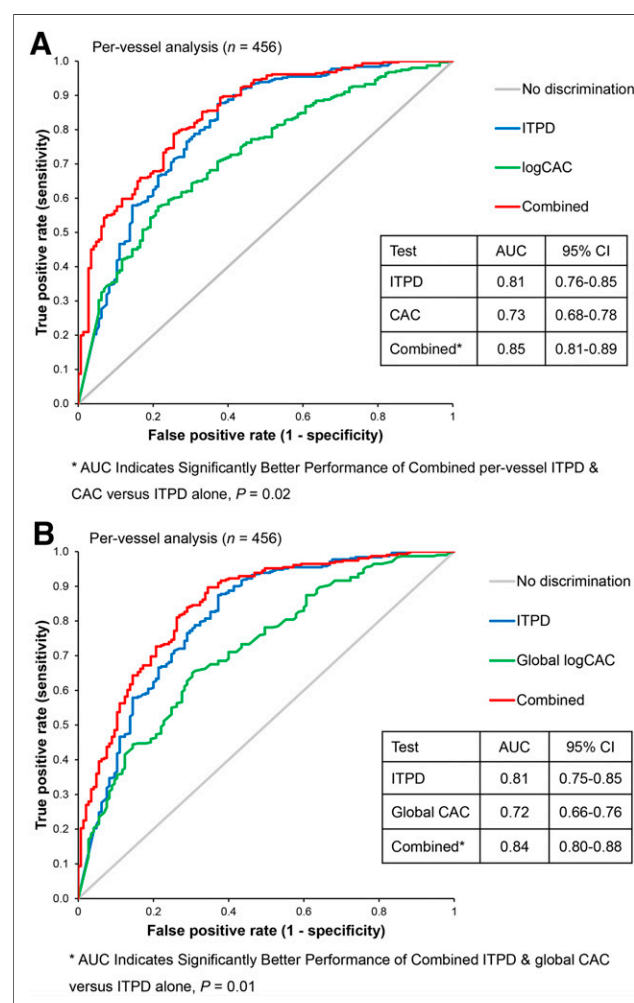 A
Per-vessel analysis (n = 456)
True positive rate (sensitivity)
1.0
0.9
0.8
0.7
0.6
0.5
0.4
0.3
0.2
0.1
0.0
0 0.2 0.4 0.6 0.8 1
False positive rate (1 - specificity)
No discrimination
ITPD
logCAC
Combined
Test AUC 95% CI
ITPD 0.81 0.76-0.85
CAC 0.73 0.68-0.78
Combined* 0.85 0.81-0.89
* AUC Indicates Significantly Better Performance of Combined per-vessel ITPD &
CAC versus ITPD alone, P = 0.02
B
Per-vessel analysis (n = 456)
True positive rate (sensitivity)
1.0
0.9
0.8
0.7
0.6
0.5
0.4
0.3
0.2
0.1
0.0
0 0.2 0.4 0.6 0.8 1
False positive rate (1 - specificity)
No discrimination
ITPD
Global logCAC
Combined
Test AUC 95% CI
ITPD 0.81 0.75-0.85
Global CAC 0.72 0.66-0.76
Combined* 0.84 0.80-0.88
* AUC Indicates Significantly Better Performance of Combined ITPD & global CAC
versus ITPD alone, P = 0.01